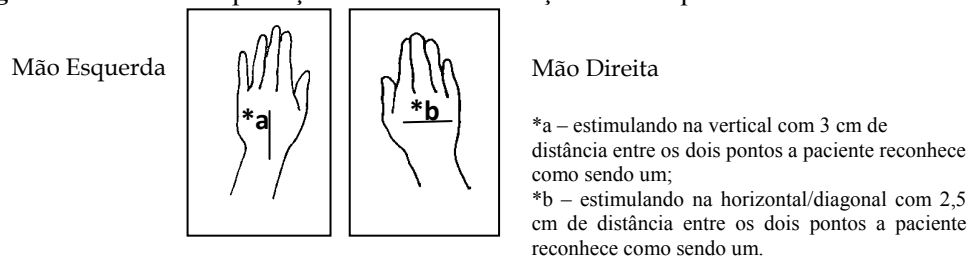 Mão Esquerda
*a
*b
Mão Direita
*a – estimulando na vertical com 3 cm de
distância entre os dois pontos a paciente reconhece
como sendo um;
*b – estimulando na horizontal/diagonal com 2,5
cm de distância entre os dois pontos a paciente
reconhece como sendo um.